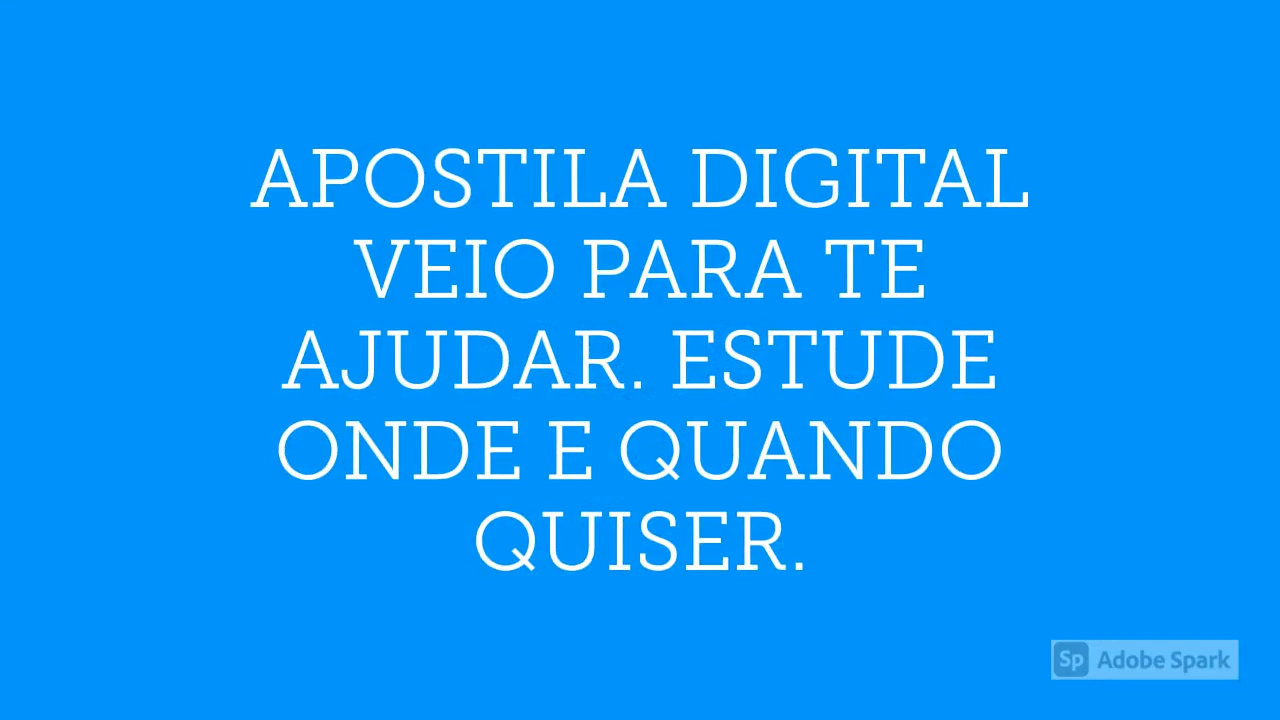 APOSTILA DIGITAL
VEIO PARA TE
AJUDAR. ESTUDE
ONDE E QUANDO
QUISER.
Sp Adobe Spark